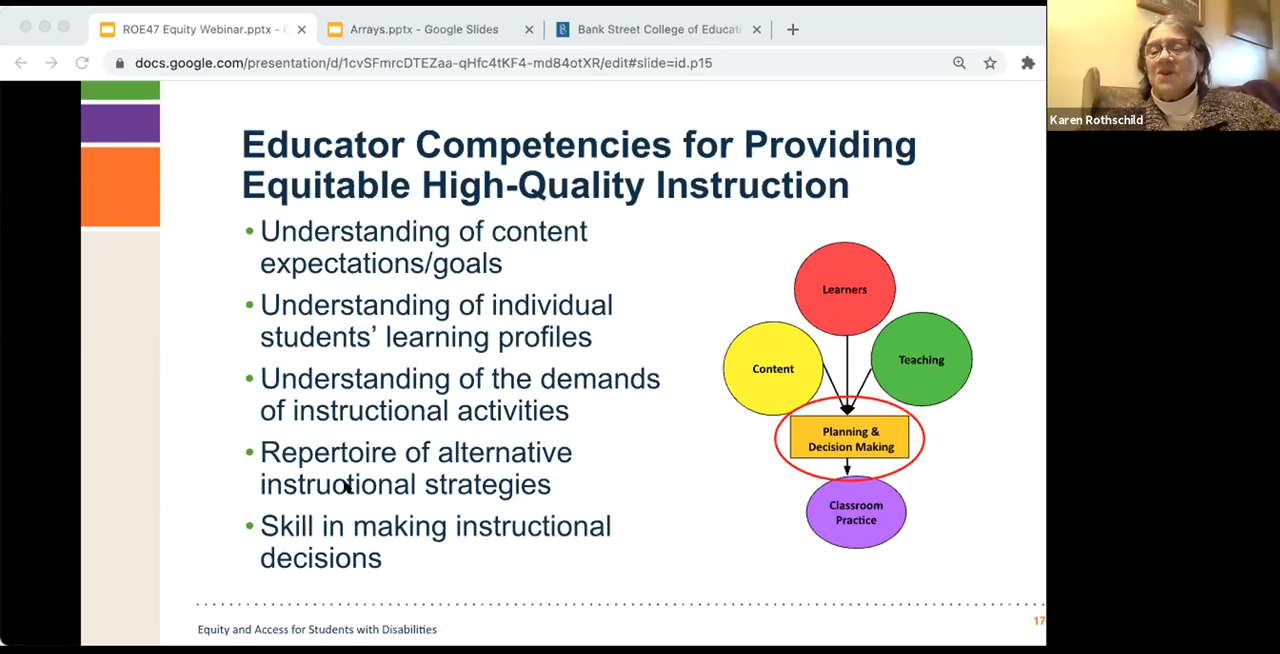 ROE47 Equity Webinar.pptx -
Arrays.pptx - Google Slides
Bank Street College of Educati
docs.google.com/presentation/d/1cvSFmrcDTEZaa-qHfc4tKF4-md84otXR/edit#slide=id.p15
Karen Rothschild
Educator Competencies for Providing
Equitable High-Quality Instruction
• Understanding of content
expectations/goals
• Understanding of individual
students’ learning profiles
• Understanding of the demands
of instructional activities
• Repertoire of alternative
instructional strategies
• Skill in making instructional
decisions
Learners
Content
Teaching
Planning &
Decision Making
Classroom
Practice
Equity and Access for Students with Disabilities
17